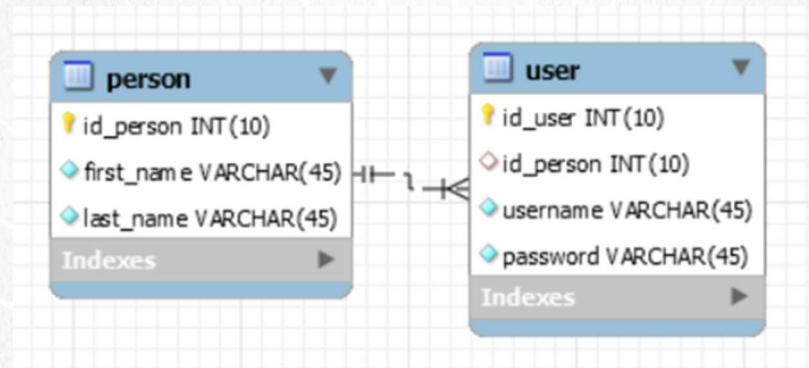 person
id_person INT(10)
first_name VARCHAR(45)
last_name VARCHAR(45)
Indexes
user
id_user INT(10)
id_person INT(10)
username VARCHAR(45)
password VARCHAR(45)
Indexes